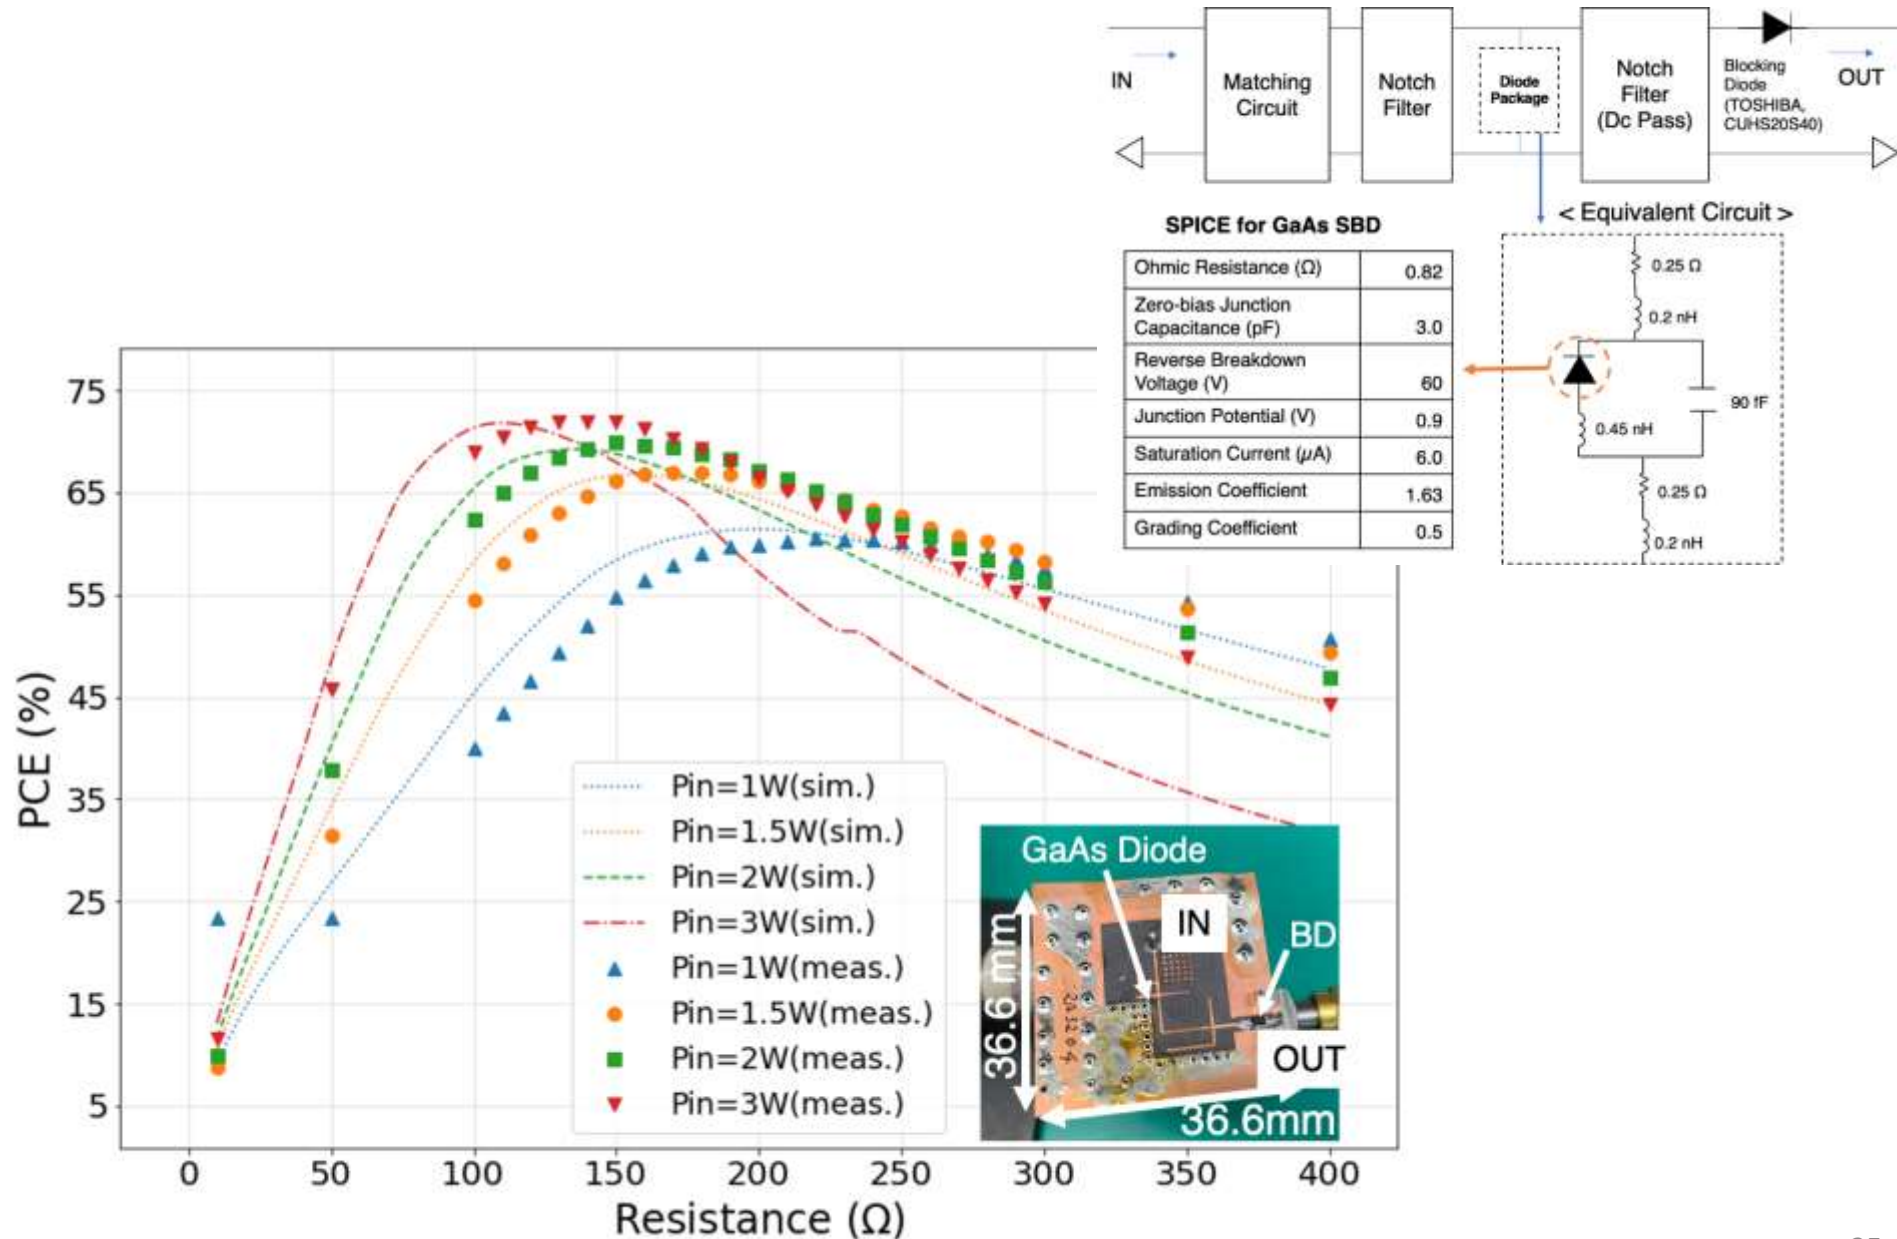 IN
Matching
Circuit
Notch
Filter
Diode
Package
Notch
Filter
(Dc Pass)
Blocking
Diode
(TOSHIBA,
CUHS20S40)
OUT
< Equivalent Circuit >
SPICE for GaAs SBD
Ohmic Resistance (Ω) 0.82
Zero-bias Junction
Capacitance (pF) 3.0
Reverse Breakdown
Voltage (V) 60
Junction Potential (V) 0.9
Saturation Current (μA) 6.0
Emission Coefficient 1.63
Grading Coefficient 0.5
0.25 Ω
0.2 nH
90 fF
0.45 nH
0.25 Ω
0.2 nH
PCE (%)
75
65
55
45
35
25
15
5
Pin=1W(sim.)
Pin=1.5W(sim.)
Pin=2W(sim.)
Pin=3W(sim.)
Pin=1W(meas.)
Pin=1.5W(meas.)
Pin=2W(meas.)
Pin=3W(meas.)
GaAs Diode
IN
BD
36.6 mm
OUT
36.6mm
0 50 100 150 200 250 300 350 400
Resistance (Ω)